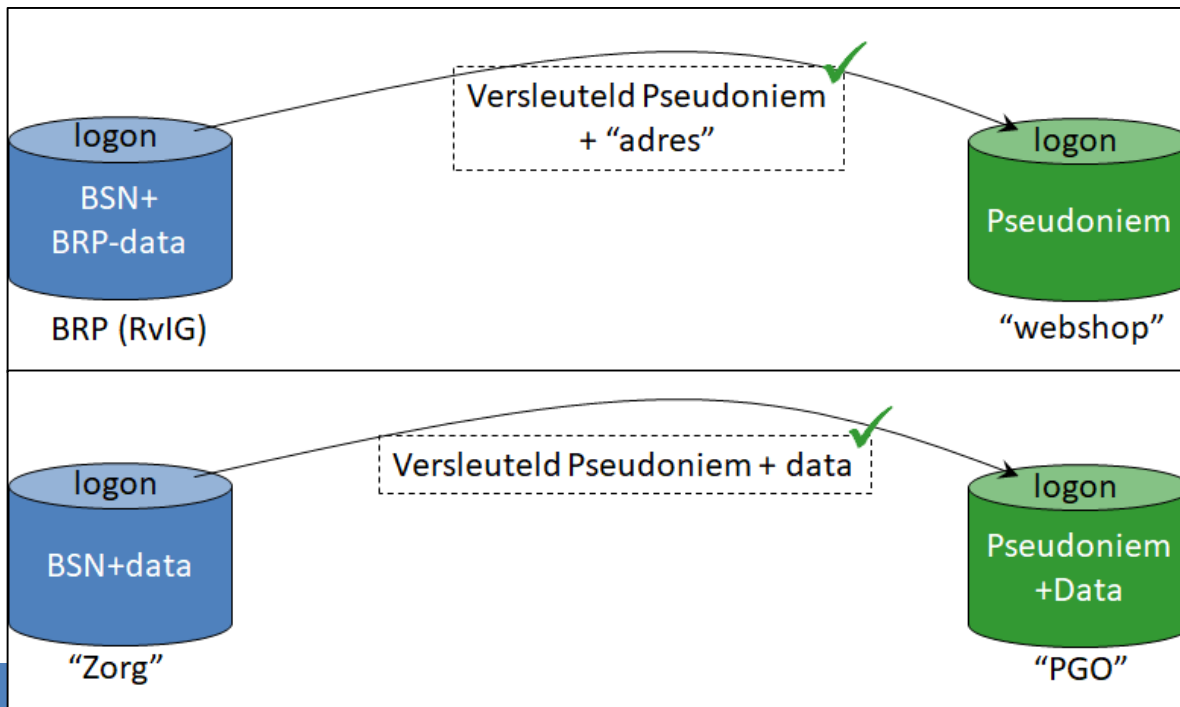 Versleuteld Pseudoniem
+ “adres”
logon
BSN+
BRP-data
BRP (RvIG)
logon
Pseudoniem
“webshop”
Versleuteld Pseudoniem + data
logon
BSN+data
“Zorg”
logon
Pseudoniem
+Data
“PGO”